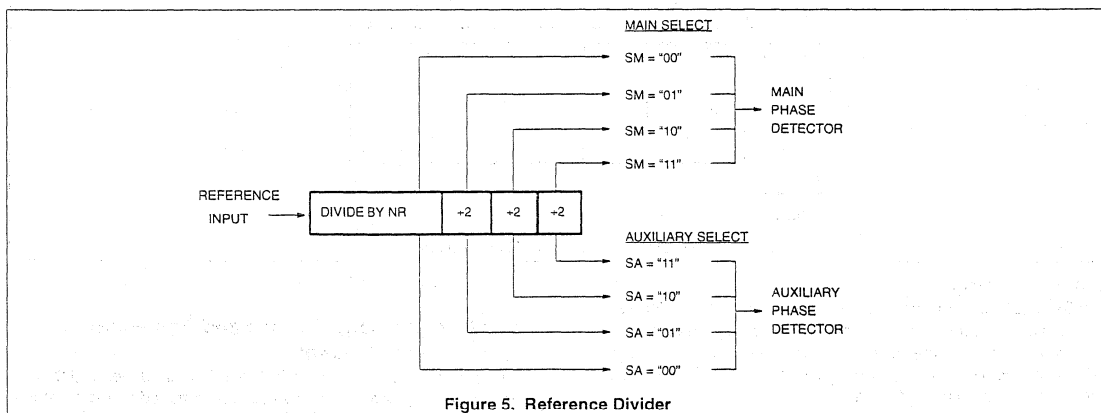 MAIN SELECT
SM = "00"
SM = "01"
SM = "10"
SM = "11"
MAIN
PHASE
DETECTOR
REFERENCE
INPUT
DIVIDE BY NR
÷2
÷2
÷2
AUXILIARY SELECT
SA = "11"
SA = "10"
SA = "01"
SA = "00"
AUXILIARY
PHASE
DETECTOR
Figure 5. Reference Divider